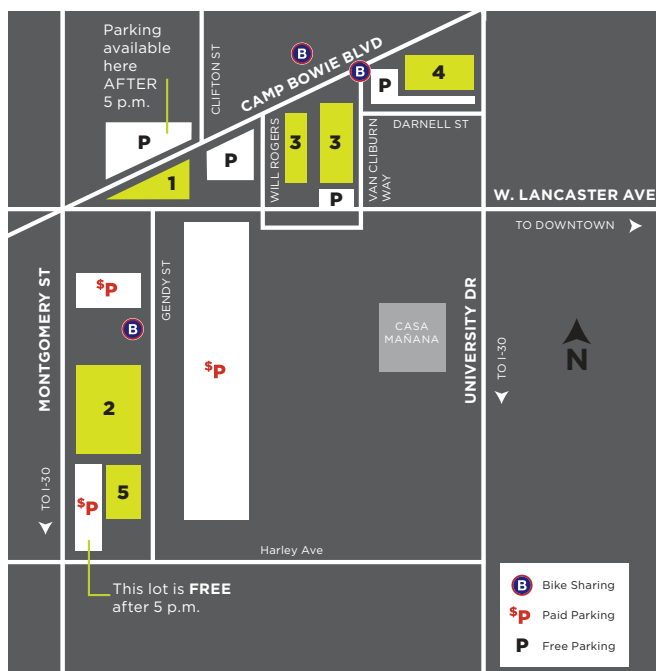 Parking
available
here
AFTER
5 p.m.
CLIFTON ST
B
CAMP BOWIE BLVD
B
P
4
P
P
3
3
DARNELL ST
1
WILL ROGERS
VAN CLIBURN
WAY
P
W. LANCASTER AVE
TO DOWNTOWN
MONTGOMERY ST
$P
GENDY ST
B
$P
CASA
MAÑANA
UNIVERSITY DR
TO I-30
N
2
TO I-30
$P
5
Harley Ave
This lot is FREE
after 5 p.m.
B Bike Sharing
$P Paid Parking
P Free Parking